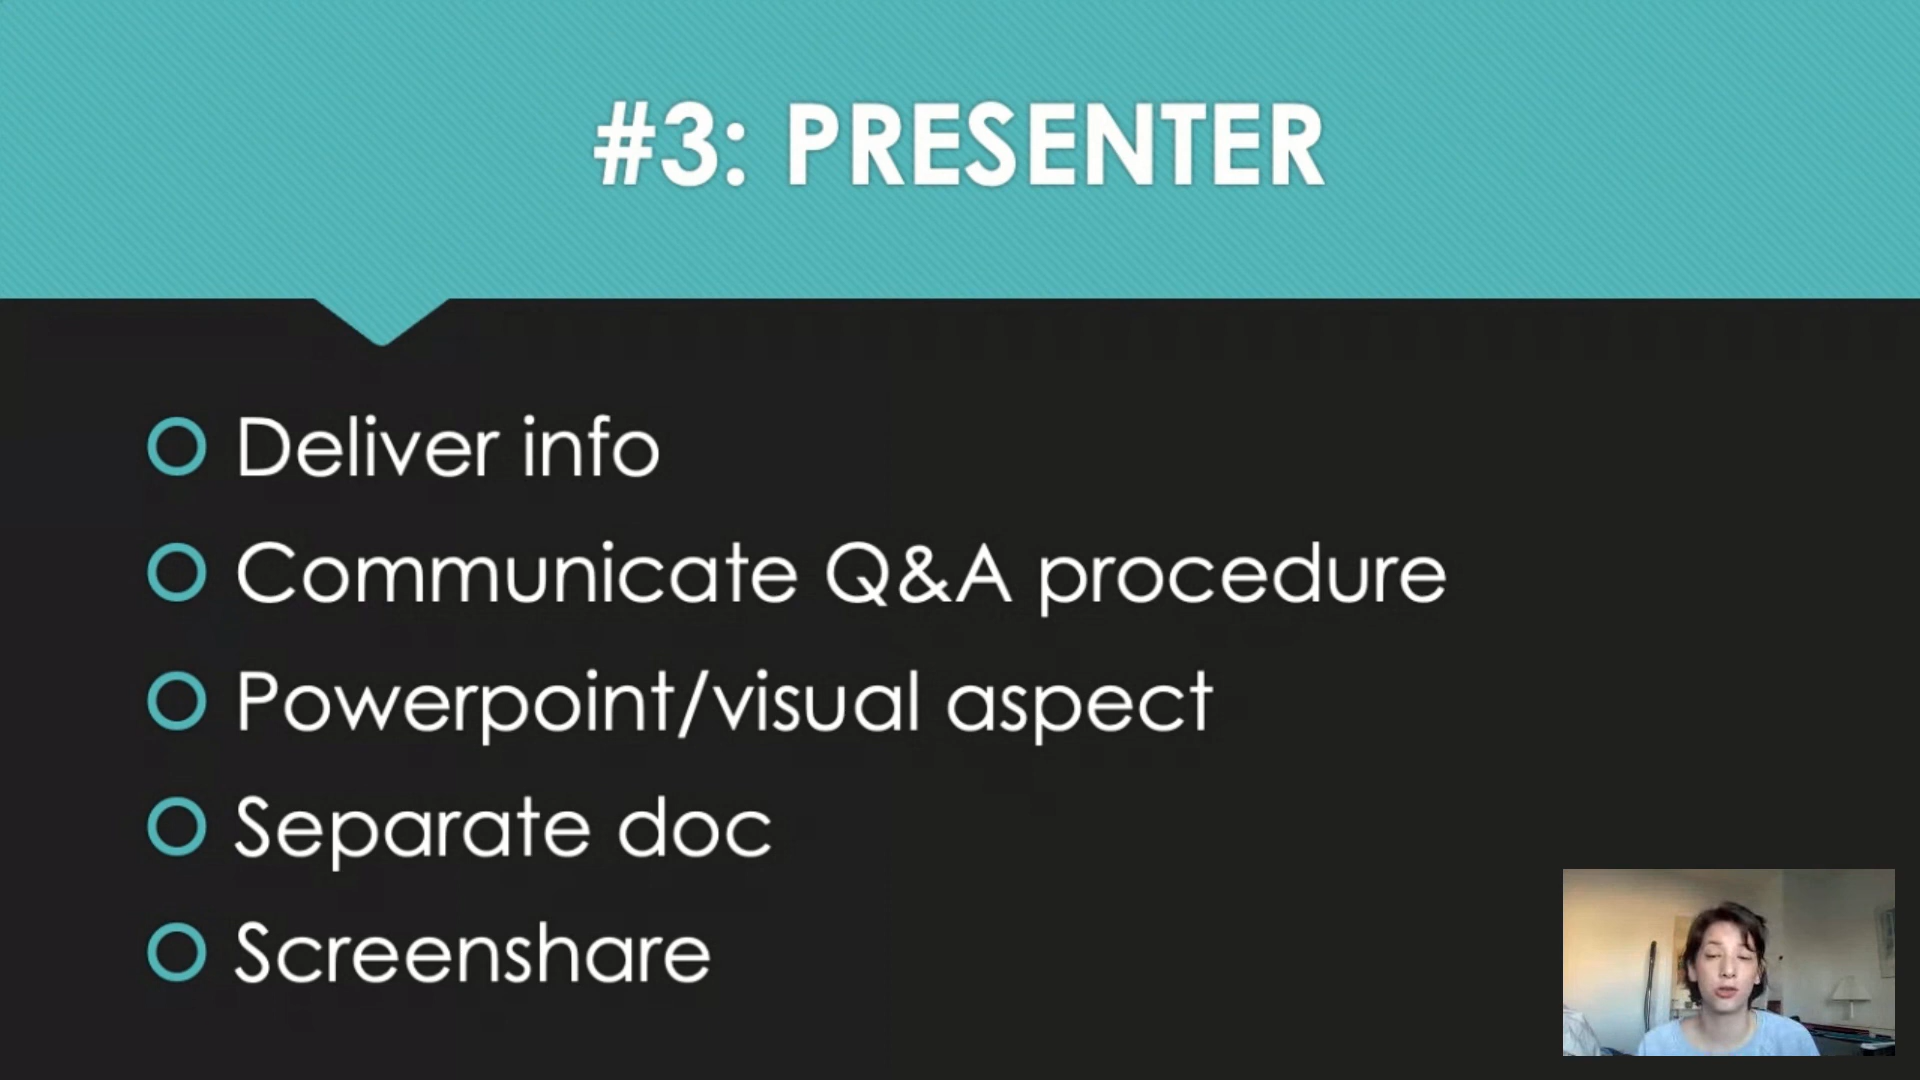 #3: PRESENTER
Deliver info
Communicate Q&A procedure
Powerpoint/visual aspect
Separate doc
Screenshare